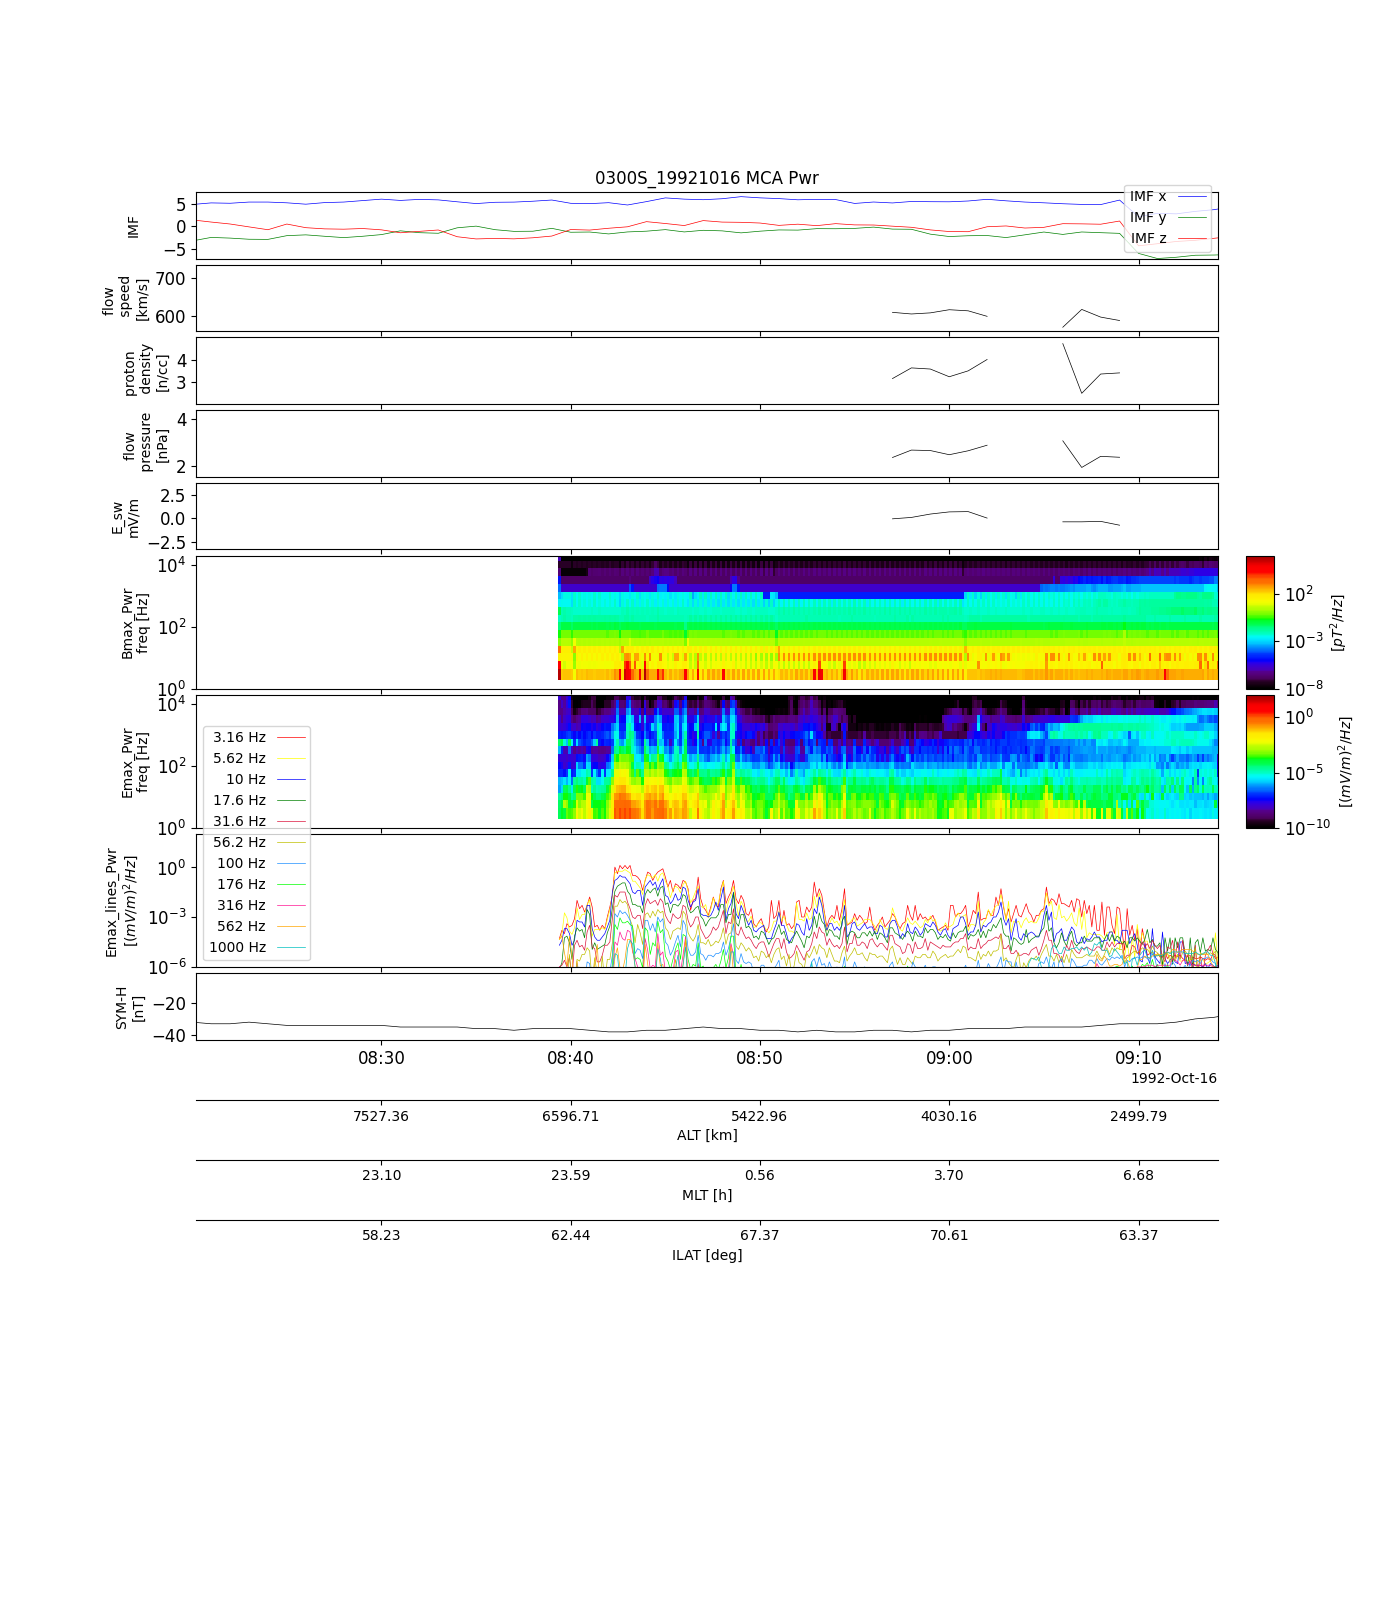 0300S_19921016 MCA Pwr
IMF
5
0
−5
IMF x
IMF y
IMF z
flow
speed
[km/s]
700
600
proton
density
[n/cc]
4
3
flow
pressure
[nPa]
4
2
E_sw
mV/m
2.5
0.0
−2.5
Bmax_Pwr
freq [Hz]
10^4
10^2
10^0
10^2
10^−3
10^−8
[pT^2/Hz]
Emax_Pwr
freq [Hz]
10^4
10^2
10^0
10^0
10^−5
10^−10
[(mV/m)^2/Hz]
3.16 Hz
5.62 Hz
10 Hz
17.6 Hz
31.6 Hz
56.2 Hz
100 Hz
176 Hz
316 Hz
562 Hz
1000 Hz
Emax_lines_Pwr
[(mV/m)^2/Hz]
10^0
10^−3
10^−6
SYM-H
[nT]
−20
−40
08:30 08:40 08:50 09:00 09:10
1992-Oct-16
7527.36 6596.71 5422.96 4030.16 2499.79
ALT [km]
23.10 23.59 0.56 3.70 6.68
MLT [h]
58.23 62.44 67.37 70.61 63.37
ILAT [deg]